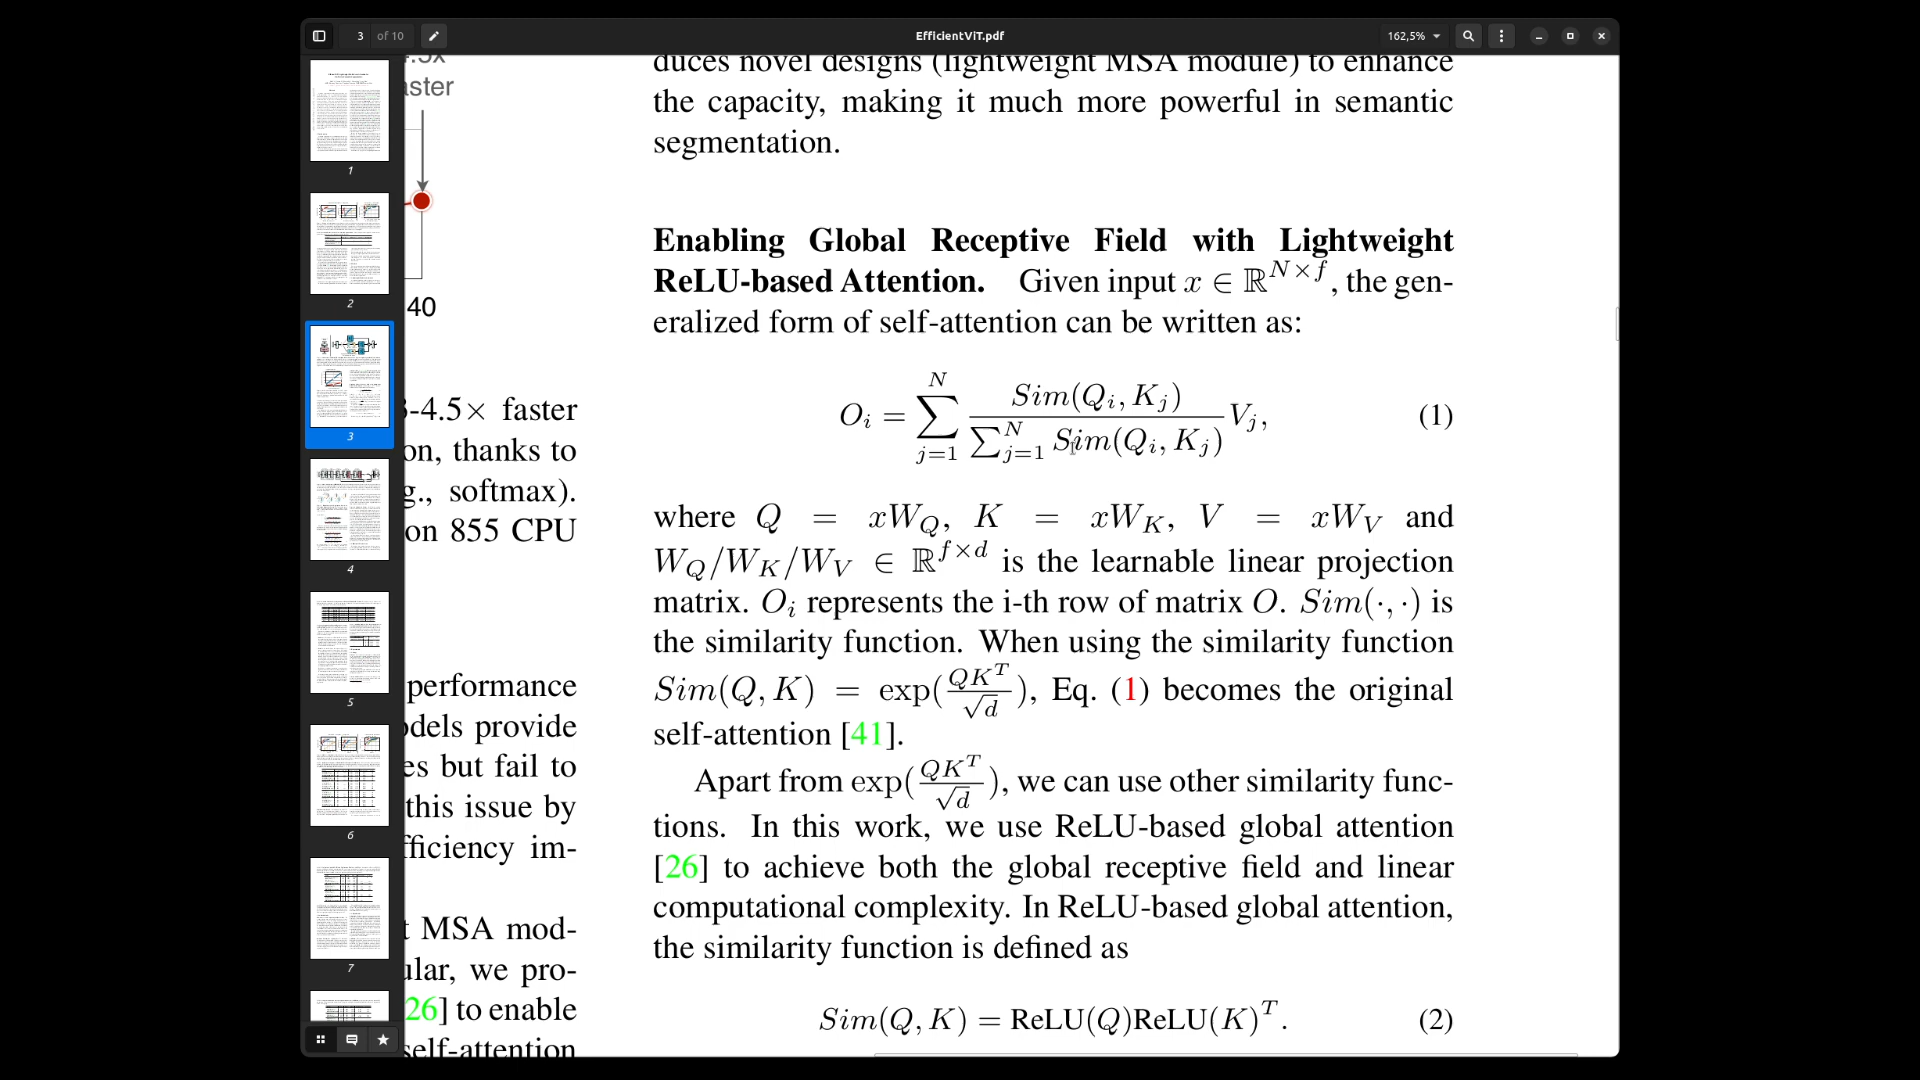 3 of 10
EfficientViT.pdf
162,5%
1
2
3
4
5
6
7
faster
40
3-4.5× faster
on, thanks to
g., softmax).
on 855 CPU
performance
odels provide
es but fail to
this issue by
fficiency im-
t MSA mod-
ular, we pro-
26] to enable
self-attention
duces novel designs (lightweight MSA module) to enhance
the capacity, making it much more powerful in semantic
segmentation.
Enabling Global Receptive Field with Lightweight
ReLU-based Attention. Given input x ∈ ℝ^{N×f}, the gen-
eralized form of self-attention can be written as:
O_i = \sum_{j=1}^{N} \frac{Sim(Q_i, K_j)}{\sum_{j=1}^{N} Sim(Q_i, K_j)} V_j, (1)
where Q = xW_Q, K = xW_K, V = xW_V and
W_Q/W_K/W_V ∈ ℝ^{f×d} is the learnable linear projection
matrix. O_i represents the i-th row of matrix O. Sim(·, ·) is
the similarity function. When using the similarity function
Sim(Q, K) = exp(\frac{QK^T}{\sqrt{d}}), Eq. (1) becomes the original
self-attention [41].
Apart from exp(\frac{QK^T}{\sqrt{d}}), we can use other similarity func-
tions. In this work, we use ReLU-based global attention
[26] to achieve both the global receptive field and linear
computational complexity. In ReLU-based global attention,
the similarity function is defined as
Sim(Q, K) = ReLU(Q)ReLU(K)^T. (2)